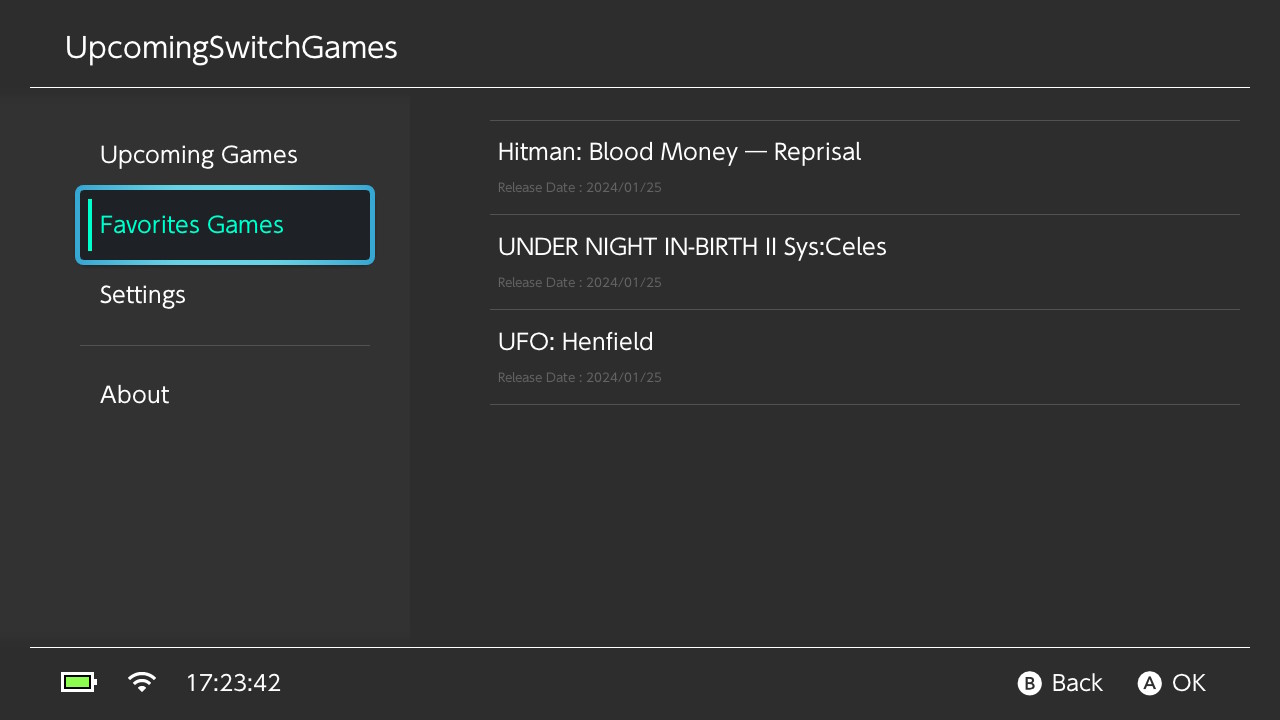 UpcomingSwitchGames
Upcoming Games
Favorites Games
Settings
About
Hitman: Blood Money — Reprisal
Release Date : 2024/01/25
UNDER NIGHT IN-BIRTH II Sys:Celes
Release Date : 2024/01/25
UFO: Henfield
Release Date : 2024/01/25
17:23:42
B Back
A OK